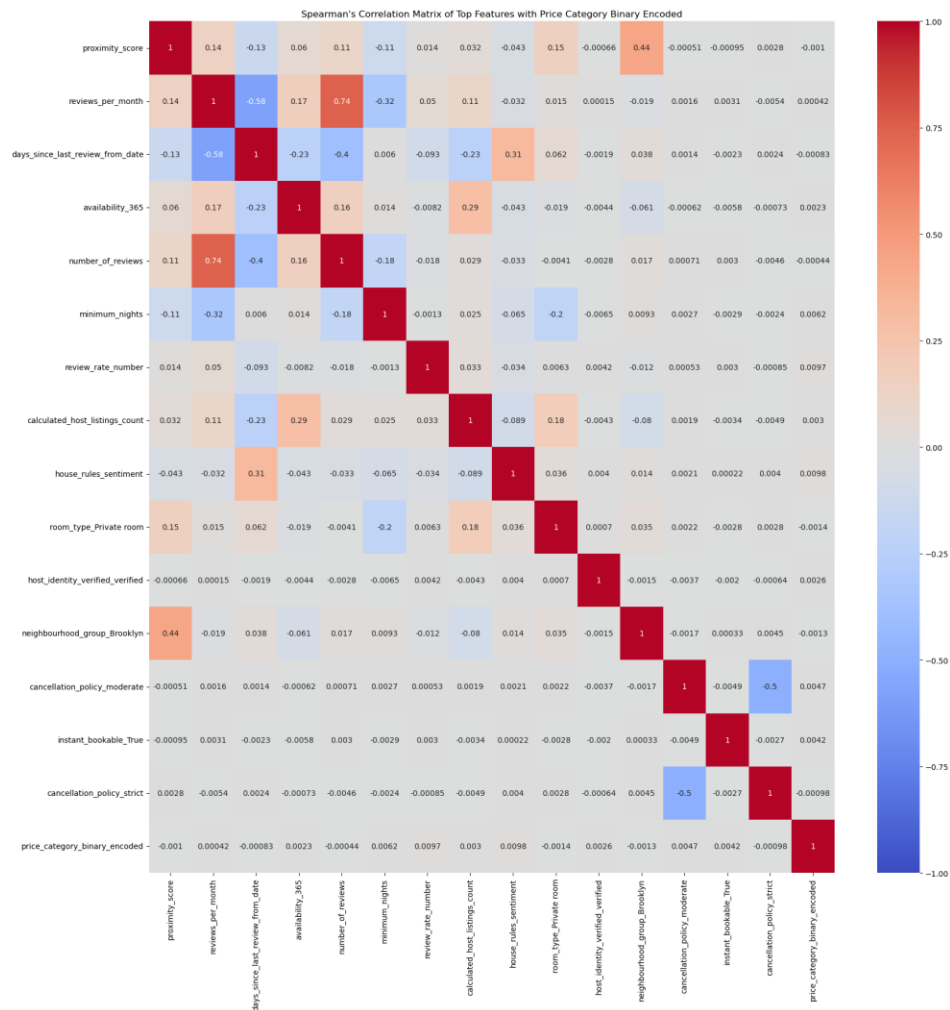 Spearman's Correlation Matrix of Top Features with Price Category Binary Encoded
proximity_score 1 0.14 -0.13 0.06 0.11 -0.11 0.014 0.032 -0.043 0.15 -0.00066 0.44 -0.00051 -0.00095 0.0028 -0.001
reviews_per_month 0.14 1 -0.58 0.17 0.74 -0.32 0.05 0.11 -0.032 0.015 0.00015 -0.019 0.0016 0.0031 -0.0054 0.00042
days_since_last_review_from_date -0.13 -0.58 1 -0.23 -0.4 0.006 -0.093 -0.23 0.31 0.062 -0.0019 0.038 0.0014 -0.0023 0.0024 -0.00083
availability_365 0.06 0.17 -0.23 1 0.16 0.014 -0.0082 0.29 -0.043 -0.019 -0.0044 -0.061 -0.00062 -0.0058 -0.00073 0.0023
number_of_reviews 0.11 0.74 -0.4 0.16 1 -0.18 -0.018 0.029 -0.033 -0.0041 -0.0028 0.017 0.00071 0.003 -0.0046 -0.00044
minimum_nights -0.11 -0.32 0.006 0.014 -0.18 1 -0.0013 0.025 -0.065 -0.2 -0.0065 0.0093 0.0027 -0.0029 -0.0024 0.0062
review_rate_number 0.014 0.05 -0.093 -0.0082 -0.018 -0.0013 1 0.033 -0.034 0.0063 0.0042 -0.012 0.00053 0.003 -0.00085 0.0097
calculated_host_listings_count 0.032 0.11 -0.23 0.29 0.029 0.025 0.033 1 -0.089 0.18 -0.0043 -0.08 0.0019 -0.0034 -0.0049 0.003
house_rules_sentiment -0.043 -0.032 0.31 -0.043 -0.033 -0.065 -0.034 -0.089 1 0.036 0.004 0.014 0.0021 0.00022 0.004 0.0098
room_type_Private room 0.15 0.015 0.062 -0.019 -0.0041 -0.2 0.0063 0.18 0.036 1 0.0007 0.035 0.0022 -0.0028 0.0028 -0.0014
host_identity_verified_verified -0.00066 0.00015 -0.0019 -0.0044 -0.0028 -0.0065 0.0042 -0.0043 0.004 0.0007 1 -0.0015 -0.0037 -0.002 -0.00064 0.0026
neighbourhood_group_Brooklyn 0.44 -0.019 0.038 -0.061 0.017 0.0093 -0.012 -0.08 0.014 0.035 -0.0015 1 -0.0017 0.00033 0.0045 -0.0013
cancellation_policy_moderate -0.00051 0.0016 0.0014 -0.00062 0.00071 0.0027 0.00053 0.0019 0.0021 0.0022 -0.0037 -0.0017 1 -0.0049 -0.5 0.0047
instant_bookable_True -0.00095 0.0031 -0.0023 -0.0058 0.003 -0.0029 0.003 -0.0034 0.00022 -0.0028 -0.002 0.00033 -0.0049 1 -0.0027 0.0042
cancellation_policy_strict 0.0028 -0.0054 0.0024 -0.00073 -0.0046 -0.0024 -0.00085 -0.0049 0.004 0.0028 -0.00064 0.0045 -0.5 -0.0027 1 -0.00098
price_category_binary_encoded -0.001 0.00042 -0.00083 0.0023 -0.00044 0.0062 0.0097 0.003 0.0098 -0.0014 0.0026 -0.0013 0.0047 0.0042 -0.00098 1
proximity_score
reviews_per_month
days_since_last_review_from_date
availability_365
number_of_reviews
minimum_nights
review_rate_number
calculated_host_listings_count
house_rules_sentiment
room_type_Private room
host_identity_verified_verified
neighbourhood_group_Brooklyn
cancellation_policy_moderate
instant_bookable_True
cancellation_policy_strict
price_category_binary_encoded
1.00
0.75
0.50
0.25
0.00
-0.25
-0.50
-0.75
-1.00